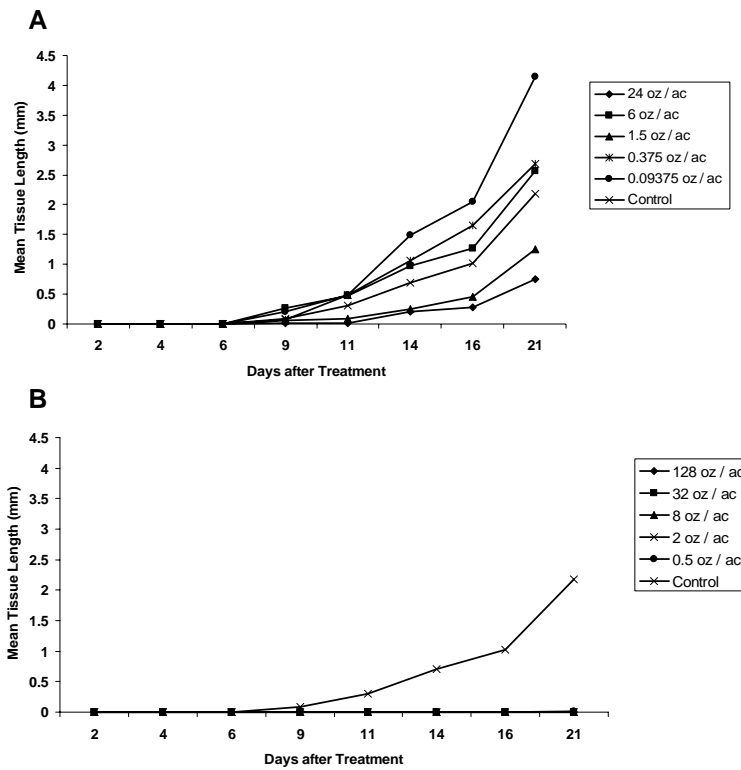 A
4.5
4
3.5
3
2.5
2
1.5
1
0.5
0
Mean Tissue Length (mm)
2 4 6 9 11 14 16 21
Days after Treatment
24 oz / ac
6 oz / ac
1.5 oz / ac
0.375 oz / ac
0.09375 oz / ac
Control
B
4.5
4
3.5
3
2.5
2
1.5
1
0.5
0
Mean Tissue Length (mm)
2 4 6 9 11 14 16 21
Days after Treatment
128 oz / ac
32 oz / ac
8 oz / ac
2 oz / ac
0.5 oz / ac
Control